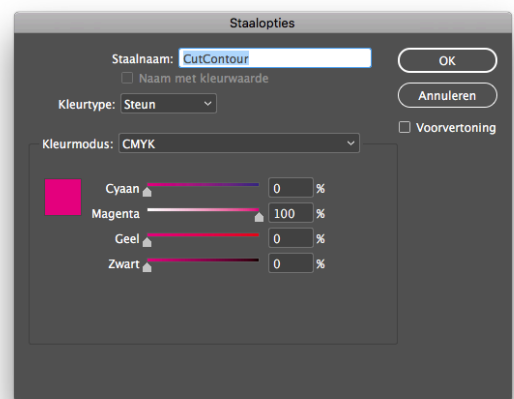 Staalopties
Staalnaam: CutContour
Naam met kleurwaarde
Kleurtype: Steun
Kleurmodus: CMYK
Cyaan 0 %
Magenta 100 %
Geel 0 %
Zwart 0 %
OK
Annuleren
Voorvertoning